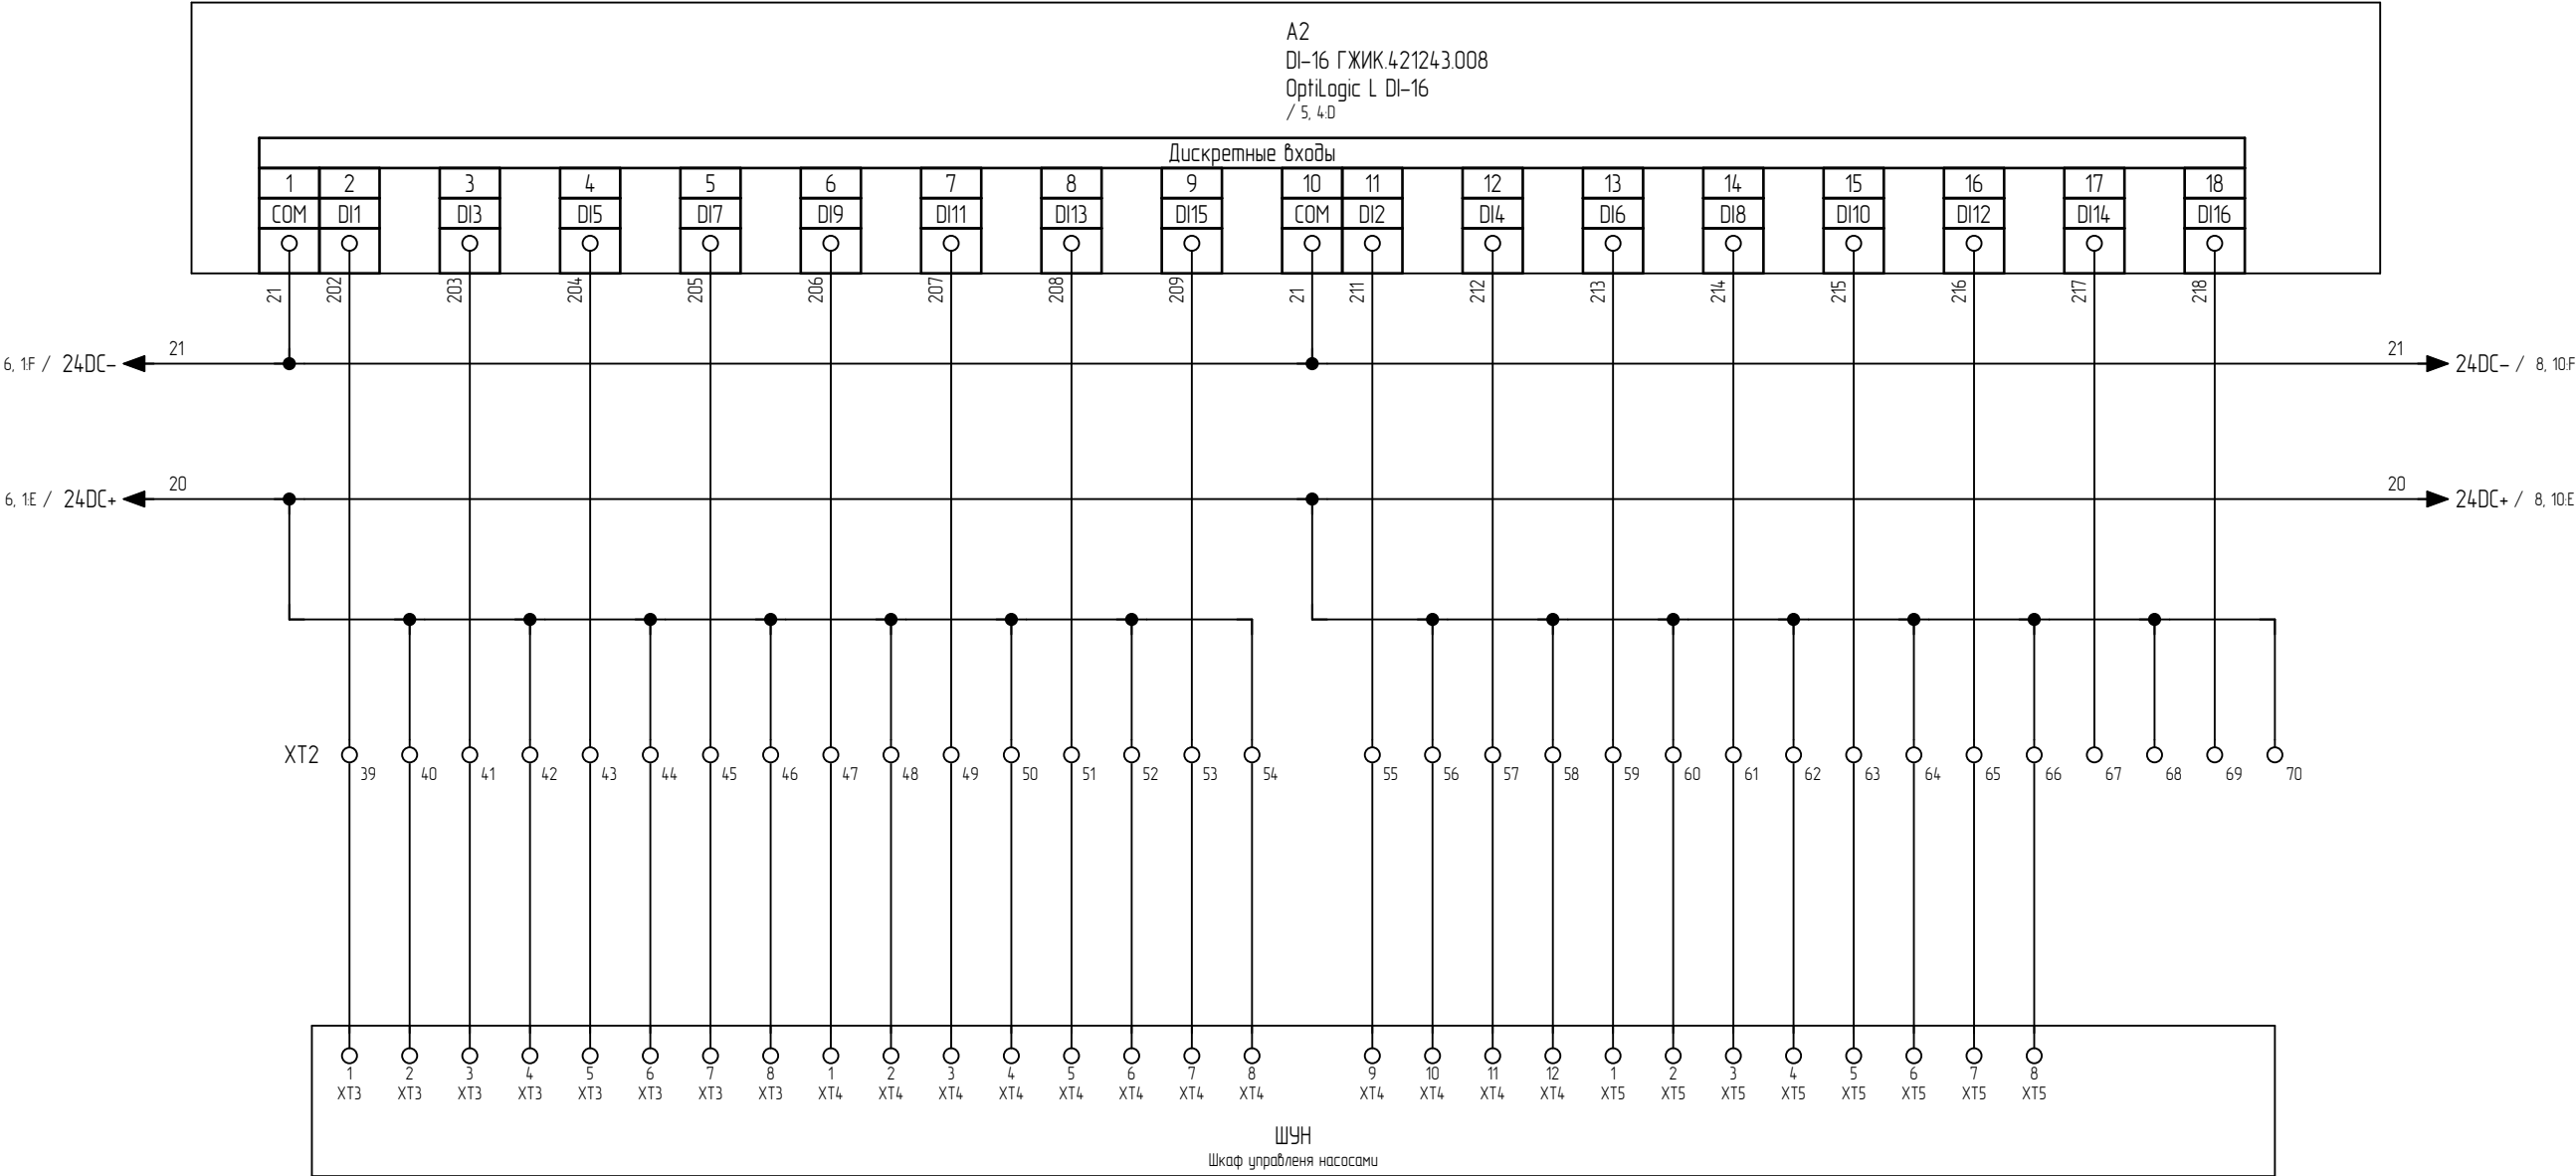 A2
DI-16 ГЖИК.421243.008
OptiLogic L DI-16
/ 5, 4:D
Дискретные входы
1 2 3 4 5 6 7 8 9 10 11 12 13 14 15 16 17 18
COM DI1 DI3 DI5 DI7 DI9 DI11 DI13 DI15 COM DI2 DI4 DI6 DI8 DI10 DI12 DI14 DI16
21 202 203 204 205 206 207 208 209 21 211 212 213 214 215 216 217 218
21 21
6, 1:F / 24DC- 24DC- / 8, 10:F
20 20
6, 1:E / 24DC+ 24DC+ / 8, 10:E
XT2
39 40 41 42 43 44 45 46 47 48 49 50 51 52 53 54 55 56 57 58 59 60 61 62 63 64 65 66 67 68 69 70
1 2 3 4 5 6 7 8 1 2 3 4 5 6 7 8 9 10 11 12 1 2 3 4 5 6 7 8
XT3 XT3 XT3 XT3 XT3 XT3 XT3 XT3 XT4 XT4 XT4 XT4 XT4 XT4 XT4 XT4 XT4 XT4 XT4 XT4 XT5 XT5 XT5 XT5 XT5 XT5 XT5 XT5
ШУН
Шкаф управленя насосами